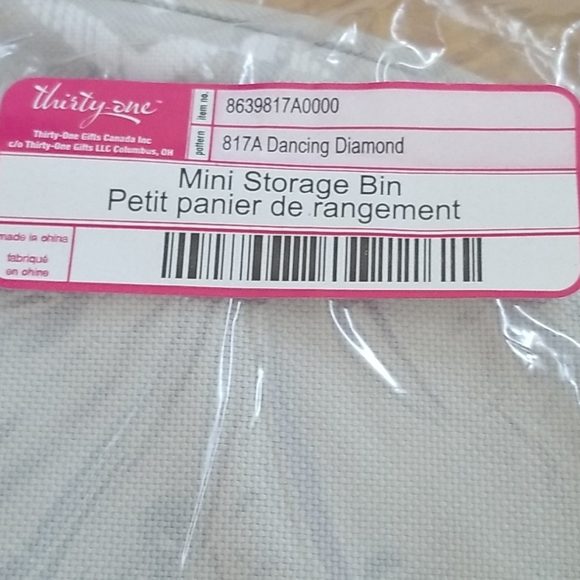 thirty-one
Thirty-One Gifts Canada Inc
c/o Thirty-One Gifts LLC Columbus, OH
item no.
8639817A0000
pattern
817A Dancing Diamond
Mini Storage Bin
Petit panier de rangement
made in china
fabriqué
en chine